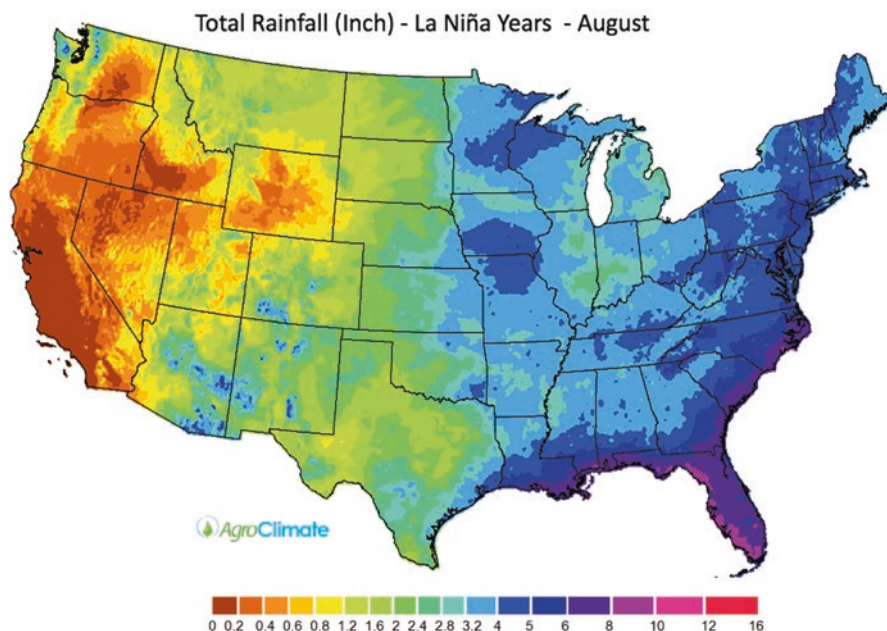 Total Rainfall (Inch) - La Niña Years - August
AgroClimate
0 0.2 0.4 0.6 0.8 1.2 1.6 2 2.4 2.8 3.2 4 5 6 8 10 12 16